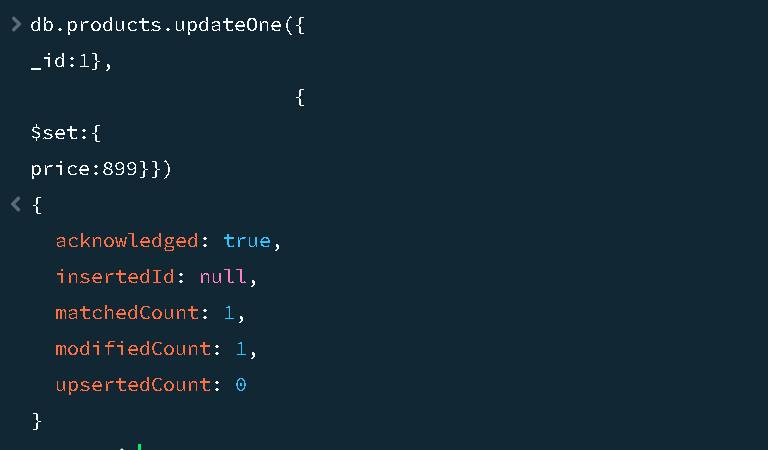 db.products.updateOne({
_id:1},
{
$set:{
price:899}})
{
acknowledged: true,
insertedId: null,
matchedCount: 1,
modifiedCount: 1,
upsertedCount: 0
}